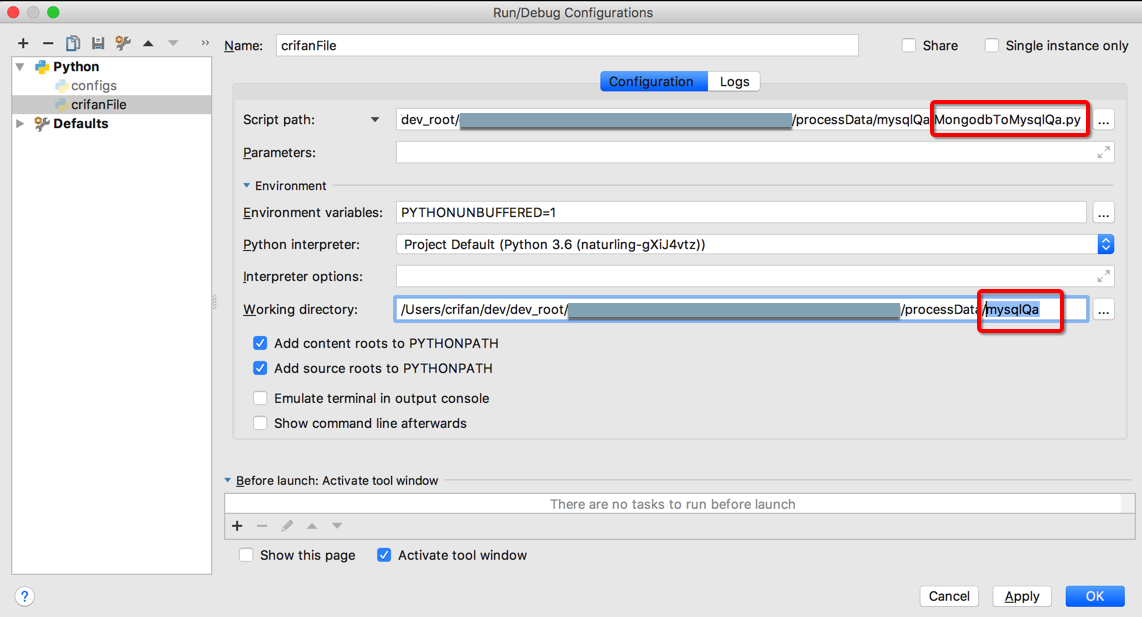 Run/Debug Configurations
Name: crifanFile
Share
Single instance only
Python
configs
crifanFile
Defaults
Configuration
Logs
Script path: dev_root/ /processData/mysqlQa MongodbToMysqlQa.py ...
Parameters:
Environment
Environment variables: PYTHONUNBUFFERED=1 ...
Python interpreter: Project Default (Python 3.6 (naturling-gXiJ4vtz))
Interpreter options:
Working directory: /Users/crifan/dev/dev_root/ /processData/mysqlQa ...
Add content roots to PYTHONPATH
Add source roots to PYTHONPATH
Emulate terminal in output console
Show command line afterwards
Before launch: Activate tool window
There are no tasks to run before launch
Show this page
Activate tool window
?
Cancel
Apply
OK